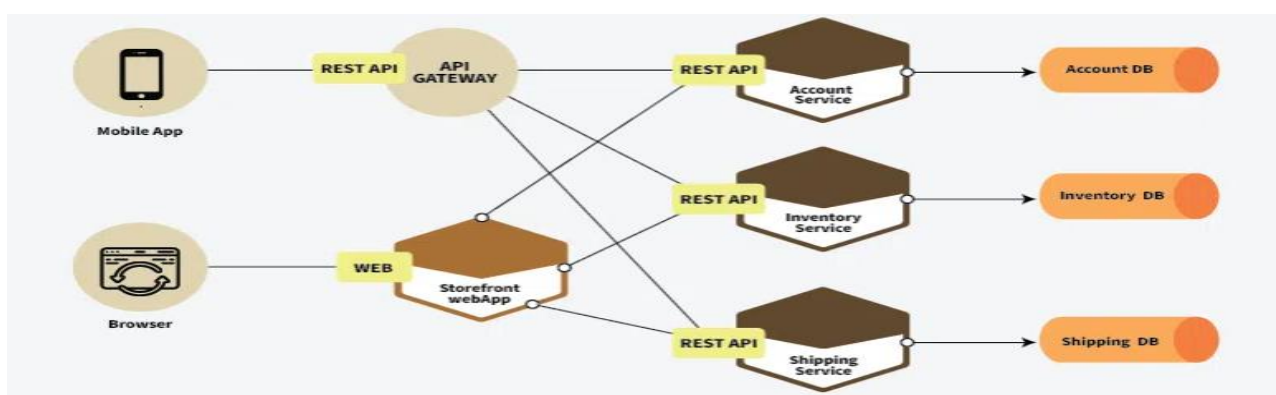 Mobile App
REST API
API
GATEWAY
REST API
Account
Service
Account DB
REST API
Inventory
Service
Inventory DB
Browser
WEB
Storefront
webApp
REST API
Shipping
Service
Shipping DB